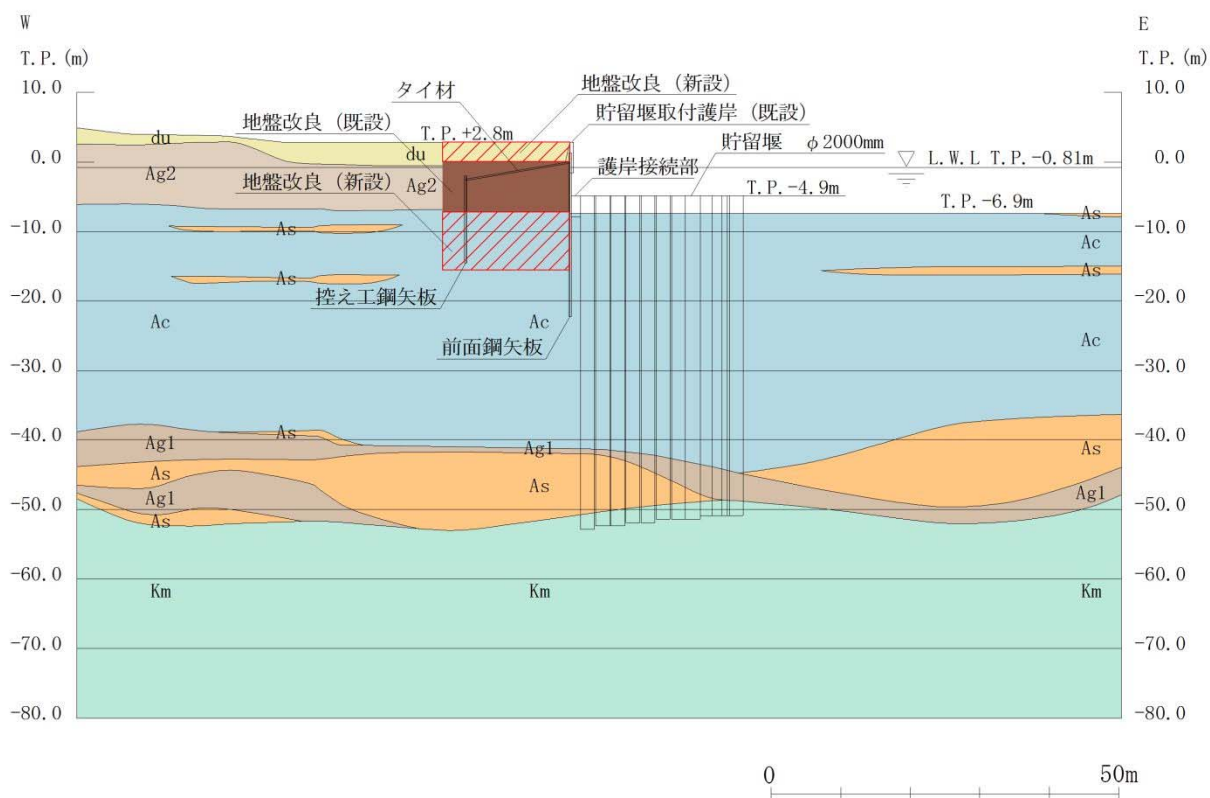 W
E
T.P.(m)
T.P.(m)
10.0
10.0
タイ材
地盤改良（新設）
地盤改良（既設）
T.P.+2.8m
貯留堰取付護岸（既設）
貯留堰 φ2000mm
du
du
0.0
L.W.L T.P.-0.81m
0.0
Ag2
地盤改良（新設）
Ag2
護岸接続部
T.P.-4.9m
T.P.-6.9m
As
-10.0
As
Ac
-10.0
As
As
-20.0
控え工鋼矢板
-20.0
Ac
Ac
前面鋼矢板
Ac
-30.0
-30.0
-40.0
As
-40.0
Ag1
Ag1
As
As
As
Ag1
Ag1
-50.0
As
-50.0
-60.0
-60.0
Km
Km
Km
-70.0
-70.0
-80.0
-80.0
0
50m